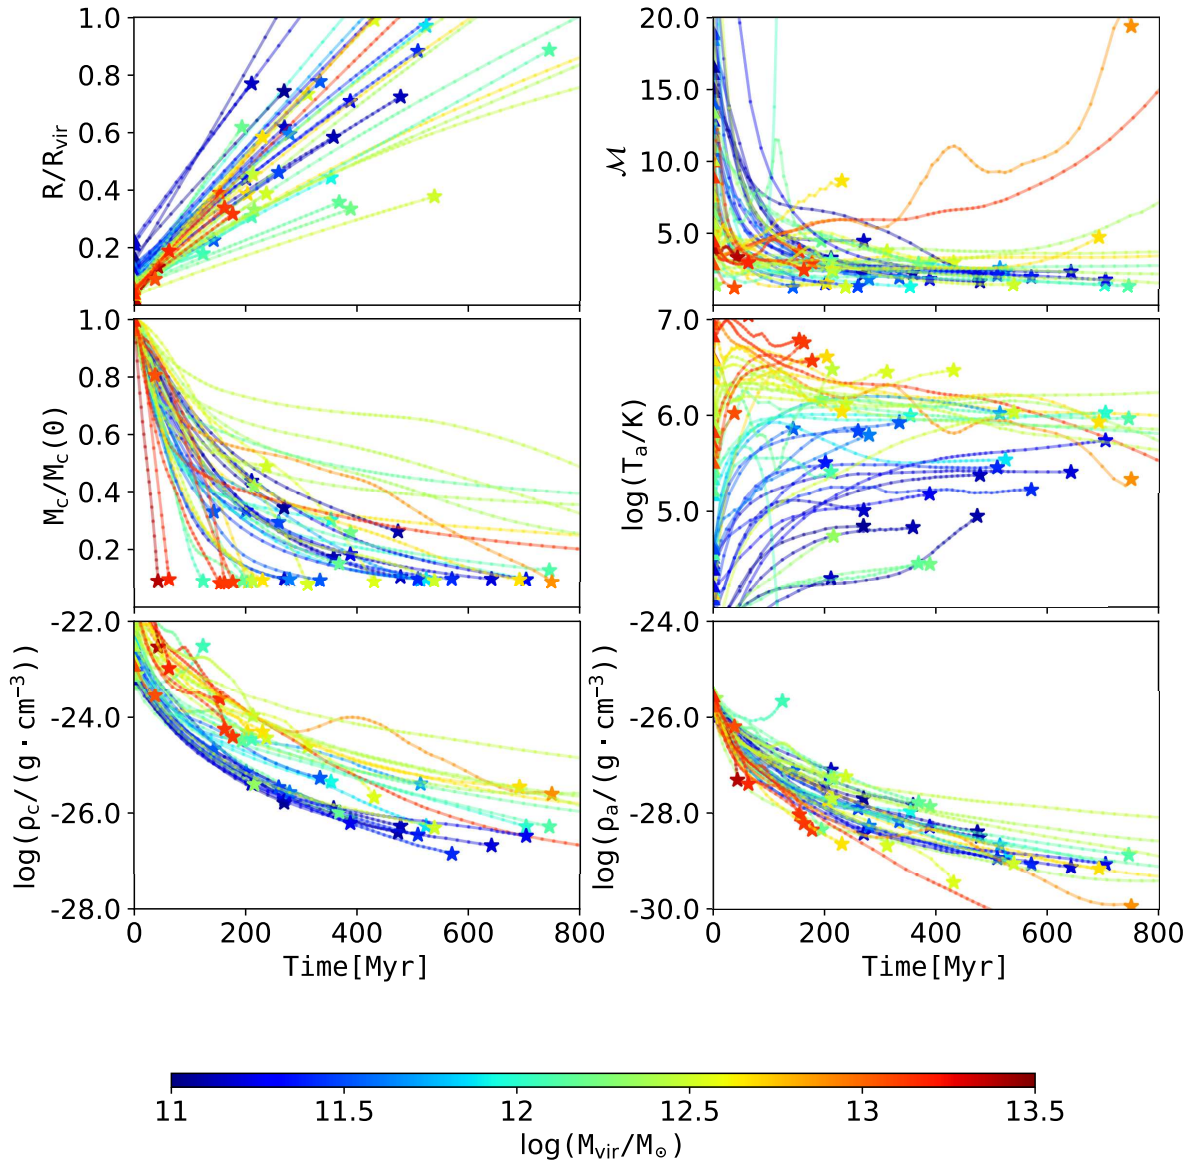 1.0
0.8
0.6
0.4
0.2
R/R_vir
20.0
15.0
10.0
5.0
ℳ
1.0
0.8
0.6
0.4
0.2
M_c/M_c(0)
7.0
6.0
5.0
log(T_a/K)
-22.0
-24.0
-26.0
-28.0
log(ρ_c/(g·cm^−3))
0 200 400 600 800
Time[Myr]
-24.0
-26.0
-28.0
-30.0
log(ρ_a/(g·cm^−3))
0 200 400 600 800
Time[Myr]
11 11.5 12 12.5 13 13.5
log(M_vir/M_⊙)